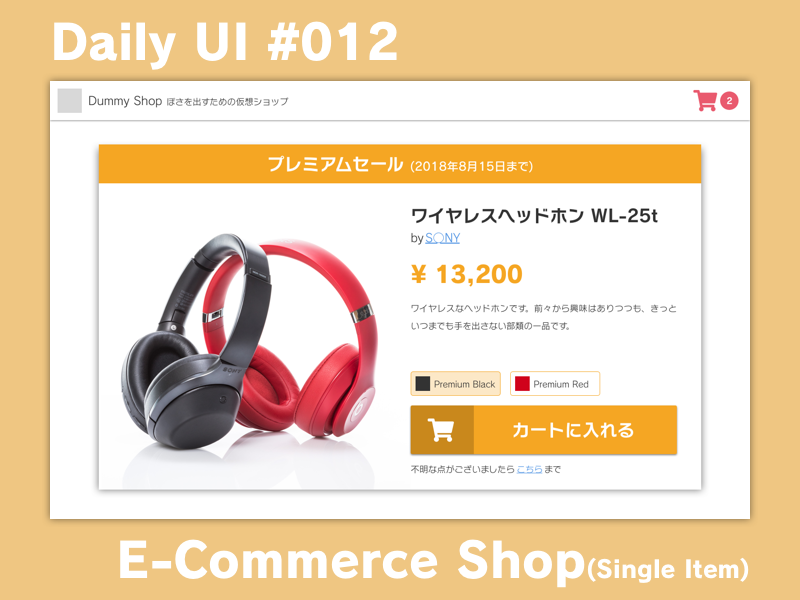 Daily UI #012
Dummy Shop ぽさを出すための仮想ショップ
2
プレミアムセール (2018年8月15日まで)
ワイヤレスヘッドホン WL-25t
by S○NY
¥ 13,200
ワイヤレスなヘッドホンです。前々から興味はありつつも、きっと
いつまでも手を出さない部類の一品です。
Premium Black
Premium Red
カートに入れる
不明な点がございましたら こちら まで
E-Commerce Shop(Single Item)